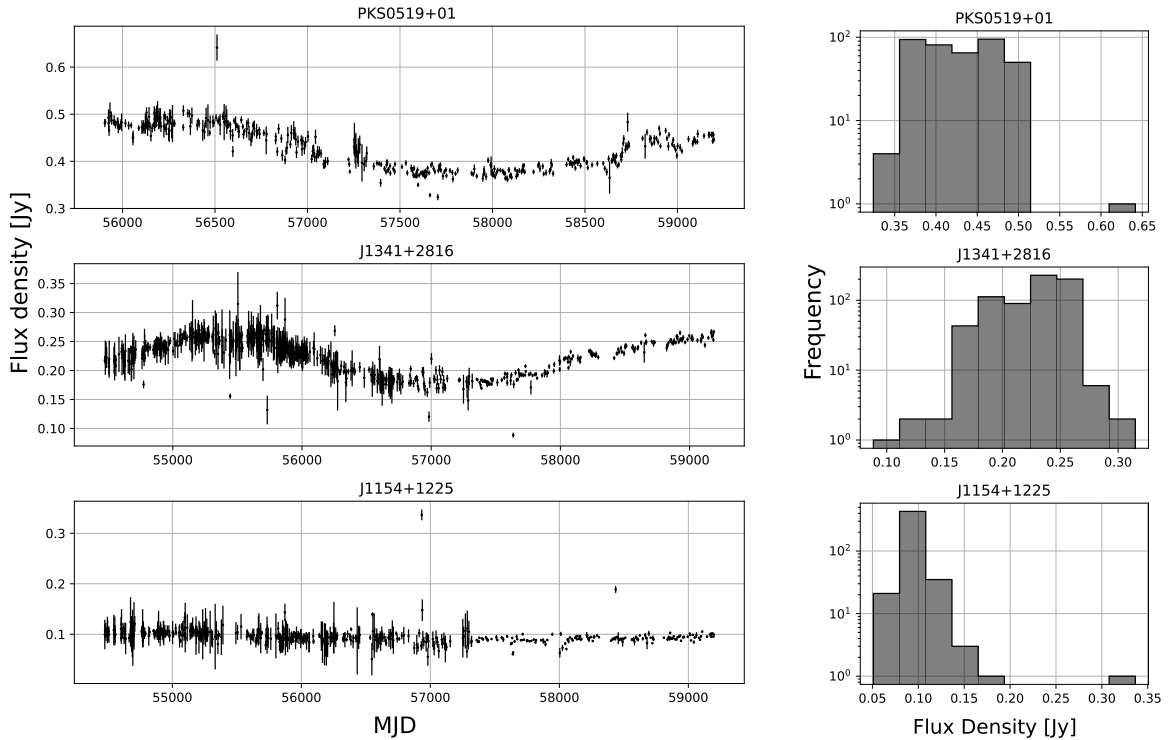 PKS0519+01
0.6
0.5
0.4
0.3
56000 56500 57000 57500 58000 58500 59000
J1341+2816
0.35
0.30
0.25
0.20
0.15
0.10
55000 56000 57000 58000 59000
J1154+1225
0.3
0.2
0.1
55000 56000 57000 58000 59000
Flux density [Jy]
MJD
PKS0519+01
10²
10¹
10⁰
0.35 0.40 0.45 0.50 0.55 0.60 0.65
J1341+2816
10²
10¹
10⁰
0.10 0.15 0.20 0.25 0.30
J1154+1225
10²
10¹
10⁰
0.05 0.10 0.15 0.20 0.25 0.30 0.35
Frequency
Flux Density [Jy]